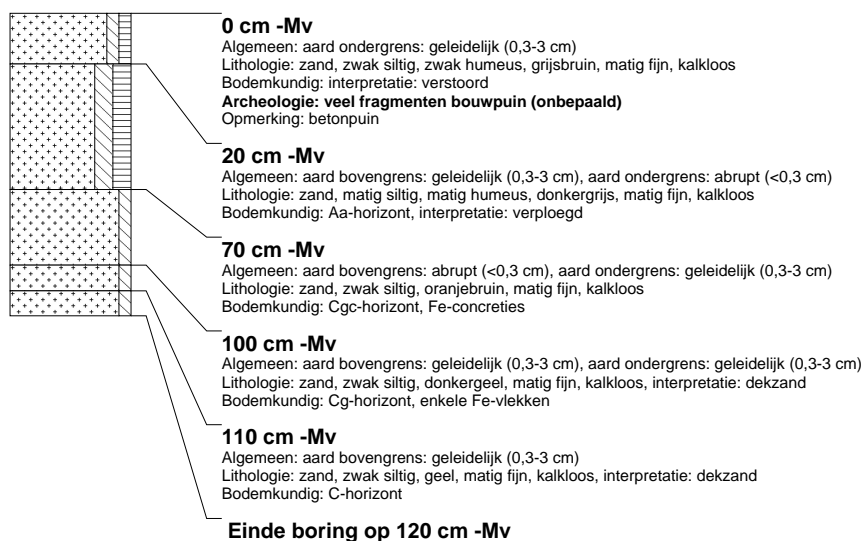 0 cm -Mv
Algemeen: aard ondergrens: geleidelijk (0,3-3 cm)
Lithologie: zand, zwak siltig, zwak humeus, grijsbruin, matig fijn, kalkloos
Bodemkundig: interpretatie: verstoord
Archeologie: veel fragmenten bouwpuin (onbepaald)
Opmerking: betonpuin
20 cm -Mv
Algemeen: aard bovengrens: geleidelijk (0,3-3 cm), aard ondergrens: abrupt (<0,3 cm)
Lithologie: zand, matig siltig, matig humeus, donkergrijs, matig fijn, kalkloos
Bodemkundig: Aa-horizont, interpretatie: verploegd
70 cm -Mv
Algemeen: aard bovengrens: abrupt (<0,3 cm), aard ondergrens: geleidelijk (0,3-3 cm)
Lithologie: zand, zwak siltig, oranjebruin, matig fijn, kalkloos
Bodemkundig: Cgc-horizont, Fe-concreties
100 cm -Mv
Algemeen: aard bovengrens: geleidelijk (0,3-3 cm), aard ondergrens: geleidelijk (0,3-3 cm)
Lithologie: zand, zwak siltig, donkergeel, matig fijn, kalkloos, interpretatie: dekzand
Bodemkundig: Cg-horizont, enkele Fe-vlekken
110 cm -Mv
Algemeen: aard bovengrens: geleidelijk (0,3-3 cm)
Lithologie: zand, zwak siltig, geel, matig fijn, kalkloos, interpretatie: dekzand
Bodemkundig: C-horizont
Einde boring op 120 cm -Mv